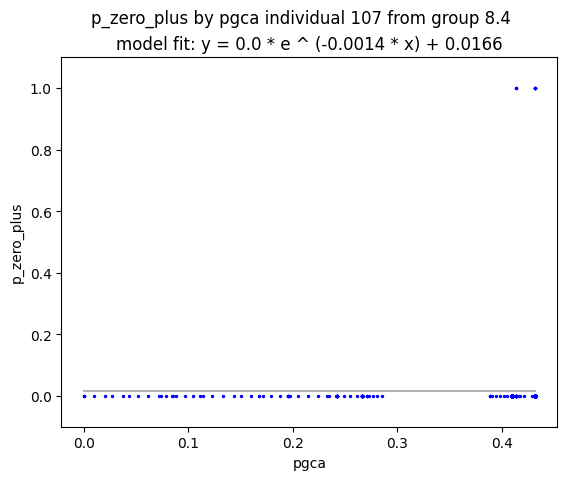 p_zero_plus by pgca individual 107 from group 8.4
model fit: y = 0.0 * e ^ (-0.0014 * x) + 0.0166
1.0
0.8
0.6
0.4
0.2
0.0
p_zero_plus
0.0 0.1 0.2 0.3 0.4
pgca